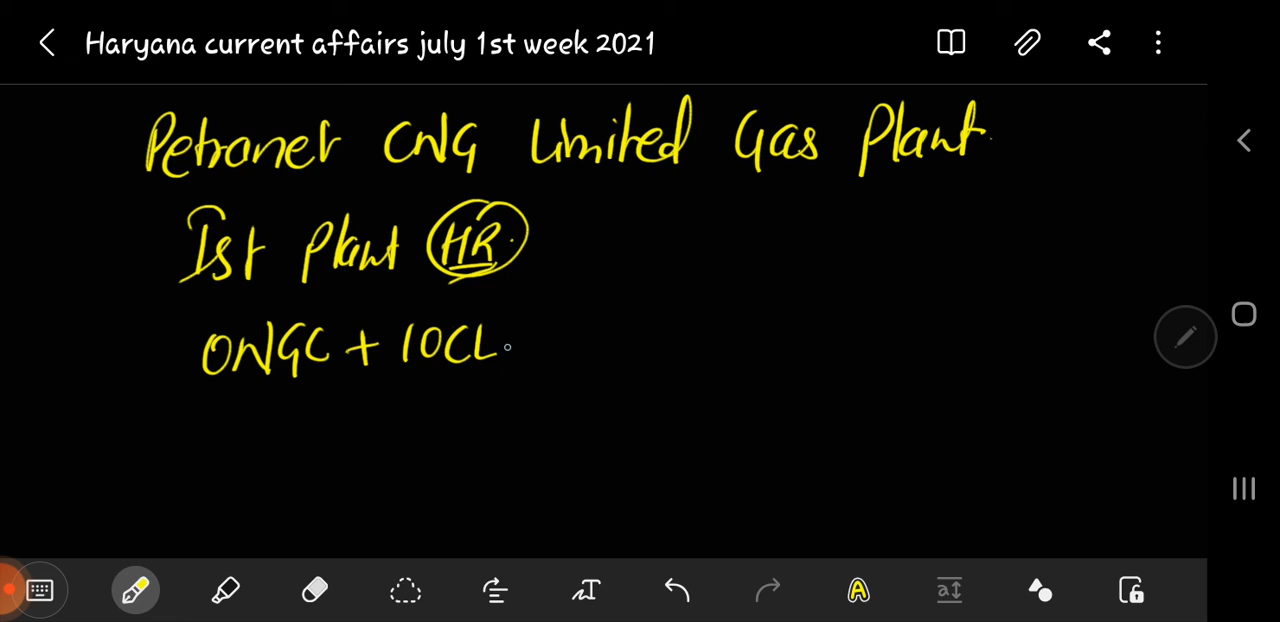 Haryana current affairs july 1st week 2021
Petronet CNG Limited Gas Plant.
Ist Plant HR.
ONGC + IOCL